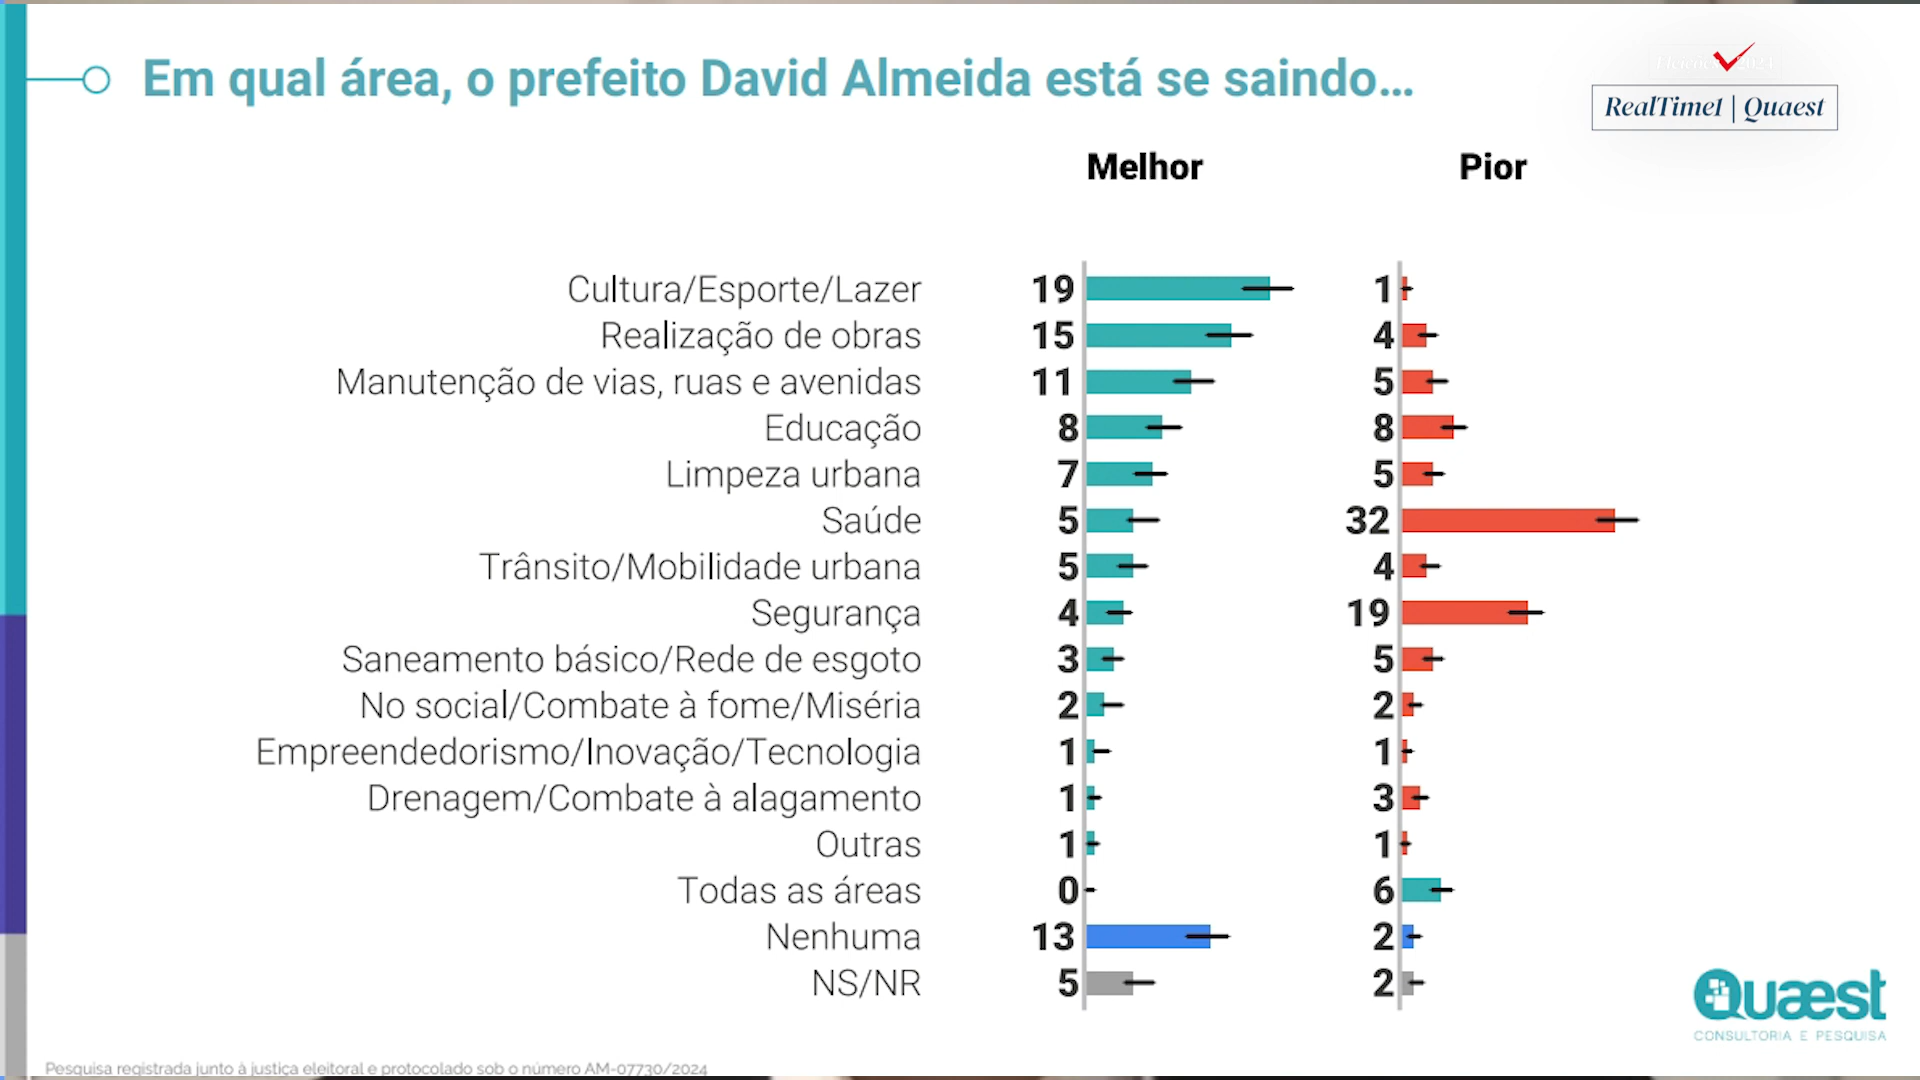 Em qual área, o prefeito David Almeida está se saindo...
Eleições 2024
RealTime1 | Quaest
Melhor Pior
Cultura/Esporte/Lazer 19 1
Realização de obras 15 4
Manutenção de vias, ruas e avenidas 11 5
Educação 8 8
Limpeza urbana 7 5
Saúde 5 32
Trânsito/Mobilidade urbana 5 4
Segurança 4 19
Saneamento básico/Rede de esgoto 3 5
No social/Combate à fome/Miséria 2 2
Empreendedorismo/Inovação/Tecnologia 1 1
Drenagem/Combate à alagamento 1 3
Outras 1 1
Todas as áreas 0 6
Nenhuma 13 2
NS/NR 5 2
Quaest
CONSULTORIA E PESQUISA
Pesquisa registrada junto à justiça eleitoral e protocolado sob o número AM-07730/2024